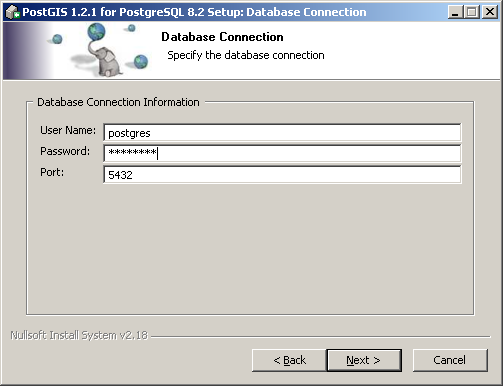 PostGIS 1.2.1 for PostgreSQL 8.2 Setup: Database Connection
Database Connection
Specify the database connection
Database Connection Information
User Name: postgres
Password: ********
Port: 5432
Nullsoft Install System v2.18
< Back Next > Cancel